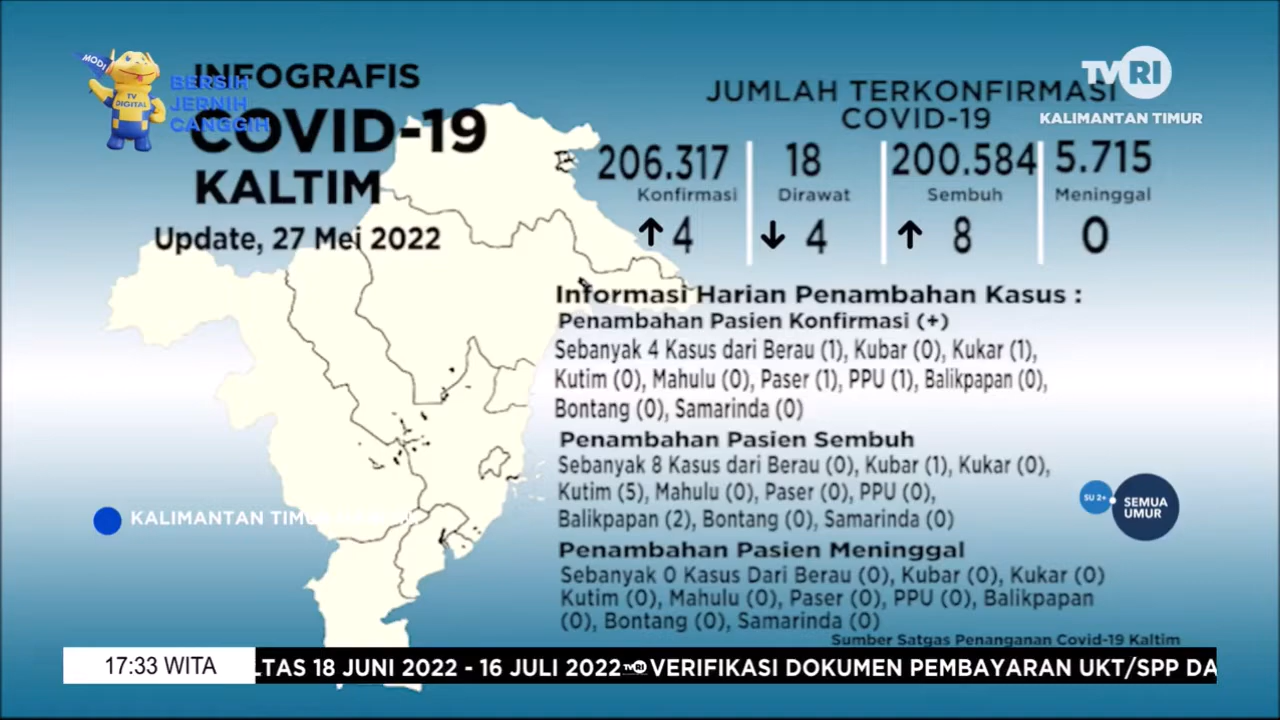 MODI
TV
DIGITAL
BERSIH
JERNIH
CANGGIH
INFOGRAFIS
COVID-19
KALTIM
Update, 27 Mei 2022
TVRI
KALIMANTAN TIMUR
JUMLAH TERKONFIRMASI
COVID-19
206.317 18 200.584 5.715
Konfirmasi Dirawat Sembuh Meninggal
↑ 4 ↓ 4 ↑ 8 0
Informasi Harian Penambahan Kasus :
Penambahan Pasien Konfirmasi (+)
Sebanyak 4 Kasus dari Berau (1), Kubar (0), Kukar (1),
Kutim (0), Mahulu (0), Paser (1), PPU (1), Balikpapan (0),
Bontang (0), Samarinda (0)
Penambahan Pasien Sembuh
Sebanyak 8 Kasus dari Berau (0), Kubar (1), Kukar (0),
Kutim (5), Mahulu (0), Paser (0), PPU (0),
Balikpapan (2), Bontang (0), Samarinda (0)
Penambahan Pasien Meninggal
Sebanyak 0 Kasus Dari Berau (0), Kubar (0), Kukar (0)
Kutim (0), Mahulu (0), Paser (0), PPU (0), Balikpapan
(0), Bontang (0), Samarinda (0)
Sumber Satgas Penanganan Covid-19 Kaltim
SU 2+
SEMUA
UMUR
KALIMANTAN TIMUR
17:33 WITA
LTAS 18 JUNI 2022 - 16 JULI 2022 TVRI VERIFIKASI DOKUMEN PEMBAYARAN UKT/SPP DA